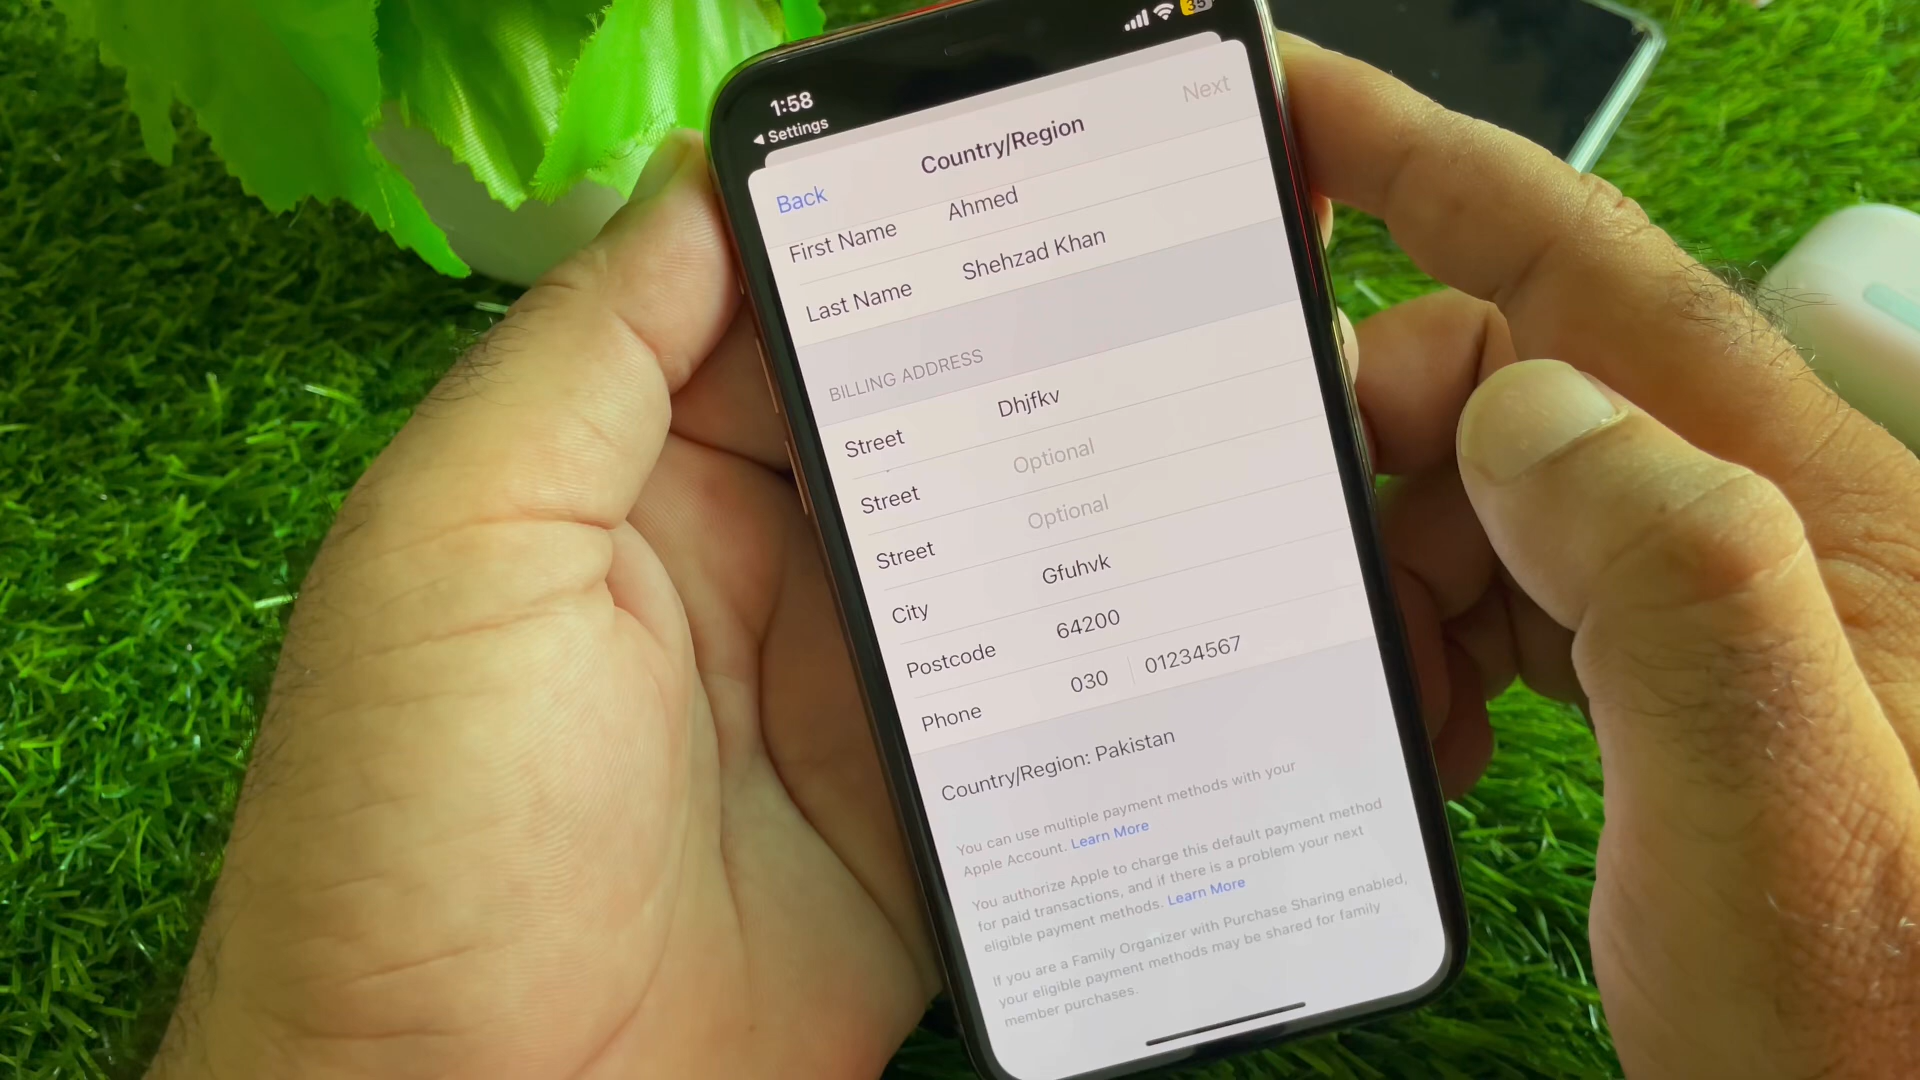 1:58
35
◀ Settings
Next
Country/Region
Back
First Name Ahmed
Last Name Shehzad Khan
BILLING ADDRESS
Street Dhjfkv
Street Optional
Street Optional
City Gfuhvk
Postcode 64200
Phone 030 01234567
Country/Region: Pakistan
You can use multiple payment methods with your
Apple Account. Learn More
You authorize Apple to charge this default payment method
for paid transactions, and if there is a problem your next
eligible payment methods. Learn More
If you are a Family Organizer with Purchase Sharing enabled,
your eligible payment methods may be shared for family
member purchases.